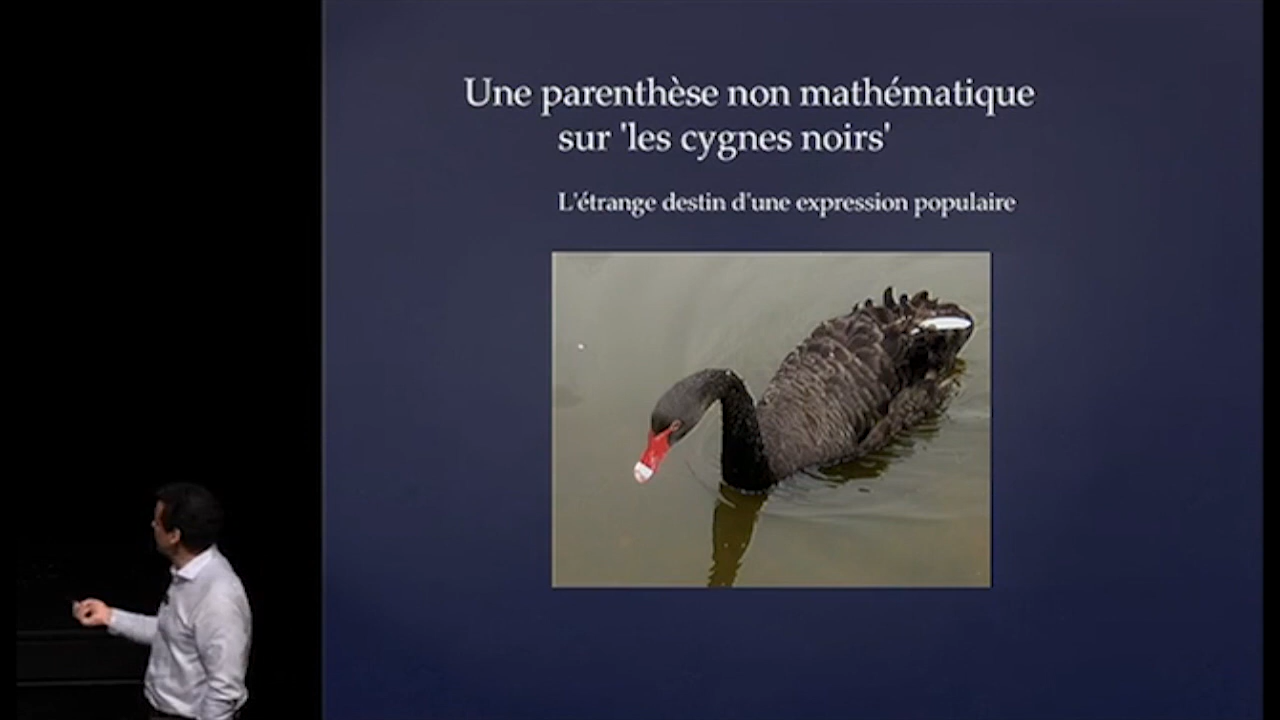 Une parenthèse non mathématique
sur 'les cygnes noirs'
L'étrange destin d'une expression populaire